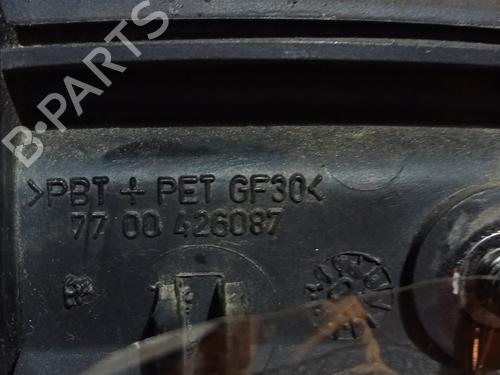 B-PARTS
>PBT + PET GF30<
77 00 426087